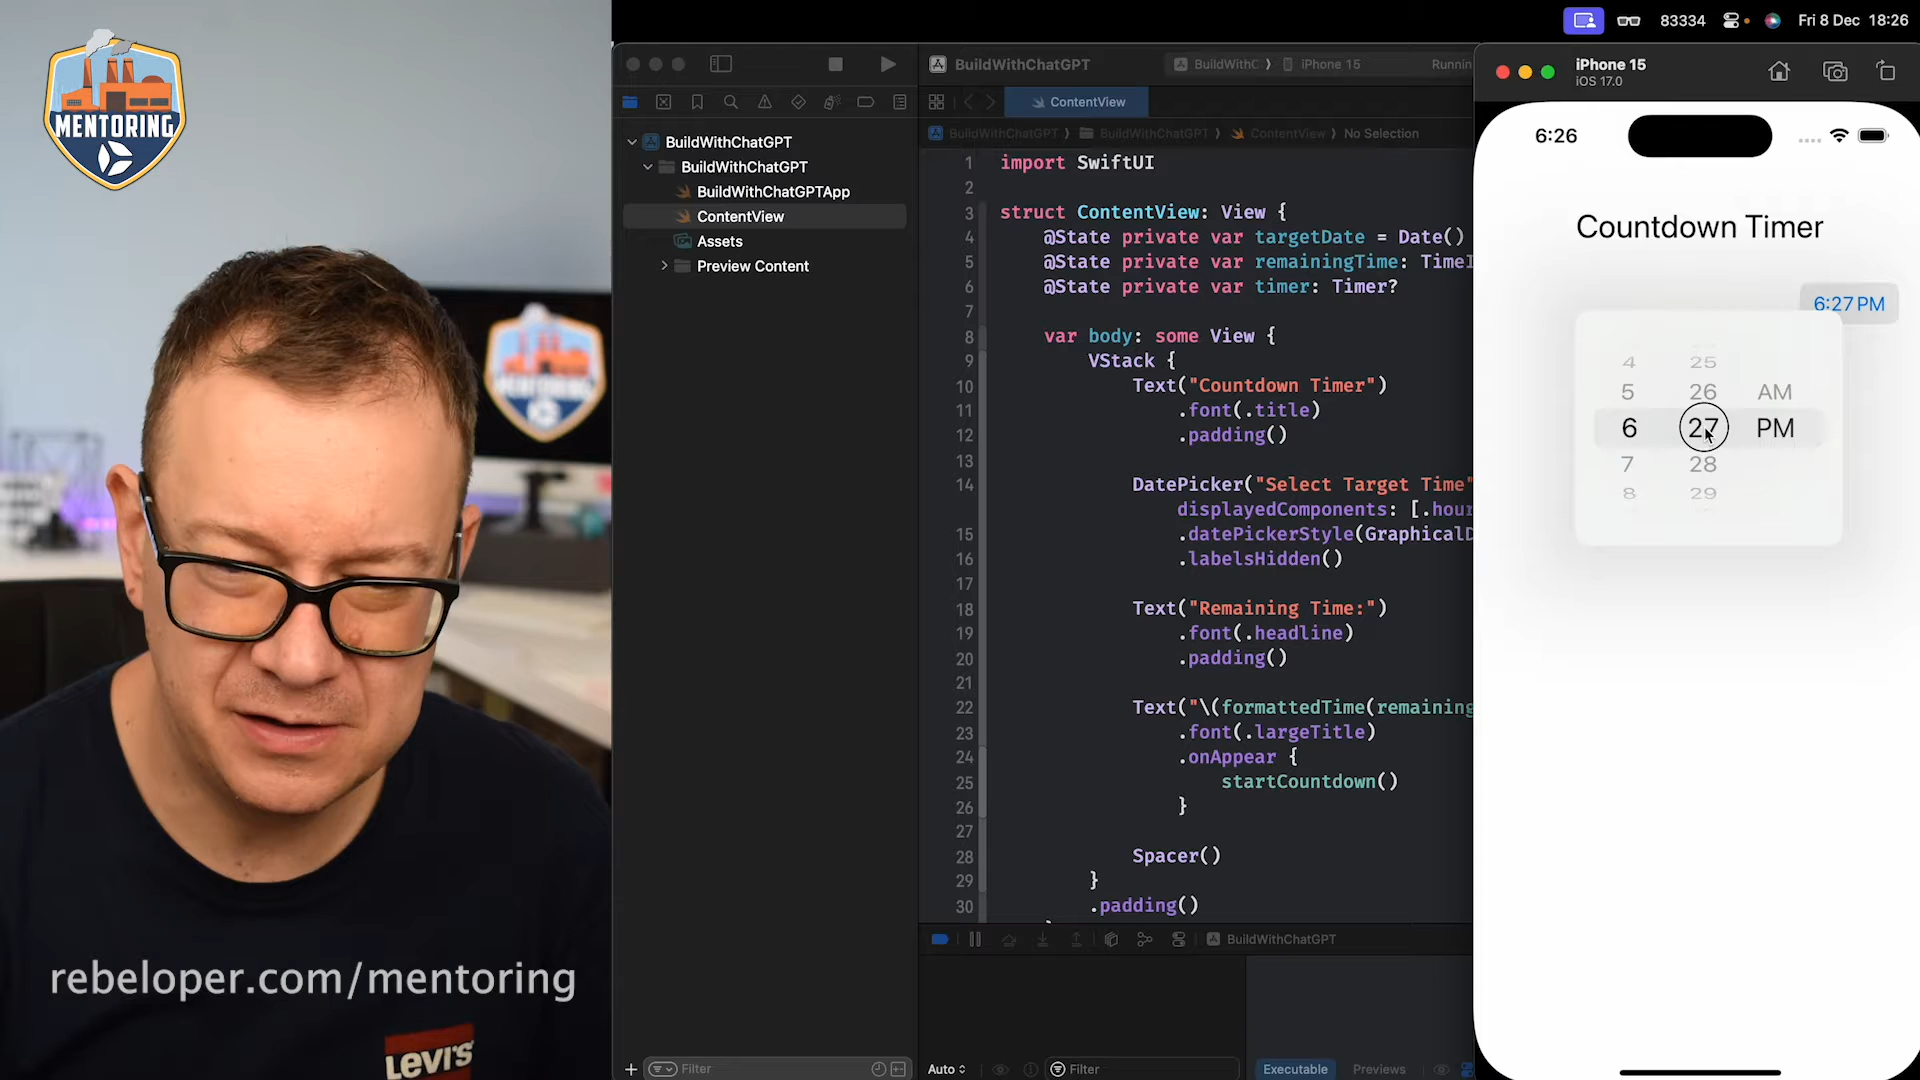 MENTORING
MENTORING
rebeloper.com/mentoring
LEVI'S
83334
Fri 8 Dec 18:26
BuildWithChatGPT
BuildWithC
iPhone 15
Runnin
ContentView
BuildWithChatGPT
BuildWithChatGPT
ContentView
No Selection
BuildWithChatGPT
BuildWithChatGPT
BuildWithChatGPTApp
ContentView
Assets
Preview Content
Filter
1 import SwiftUI
2
3 struct ContentView: View {
4 @State private var targetDate = Date()
5 @State private var remainingTime: TimeI
6 @State private var timer: Timer?
7
8 var body: some View {
9 VStack {
10 Text("Countdown Timer")
11 .font(.title)
12 .padding()
13
14 DatePicker("Select Target Time"
displayedComponents: [.hour
15 .datePickerStyle(GraphicalD
16 .labelsHidden()
17
18 Text("Remaining Time:")
19 .font(.headline)
20 .padding()
21
22 Text("\(formattedTime(remaining
23 .font(.largeTitle)
24 .onAppear {
25 startCountdown()
26 }
27
28 Spacer()
29 }
30 .padding()
BuildWithChatGPT
Auto
Filter
Executable
Previews
iPhone 15
iOS 17.0
6:26
Countdown Timer
6:27 PM
4 25
5 26 AM
6 27 PM
7 28
8 29